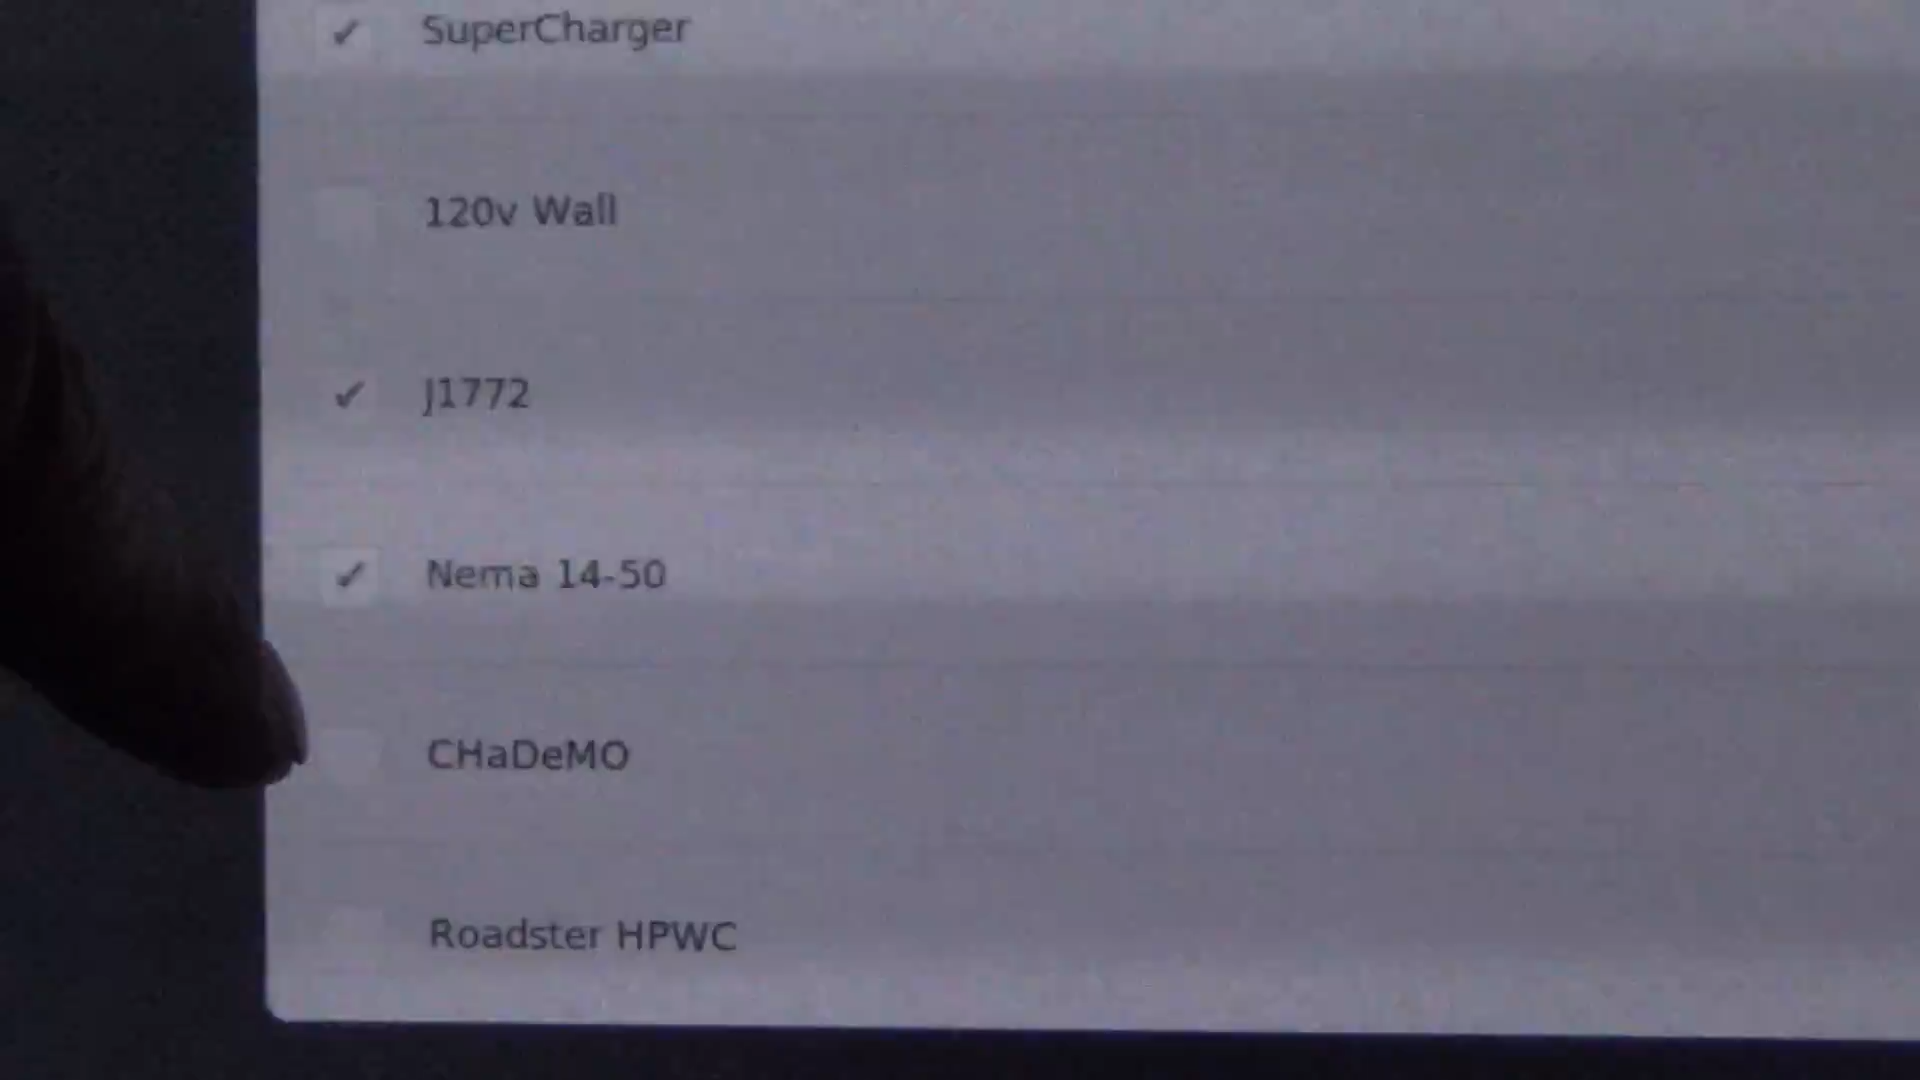 SuperCharger
120v Wall
J1772
Nema 14-50
CHaDeMO
Roadster HPWC